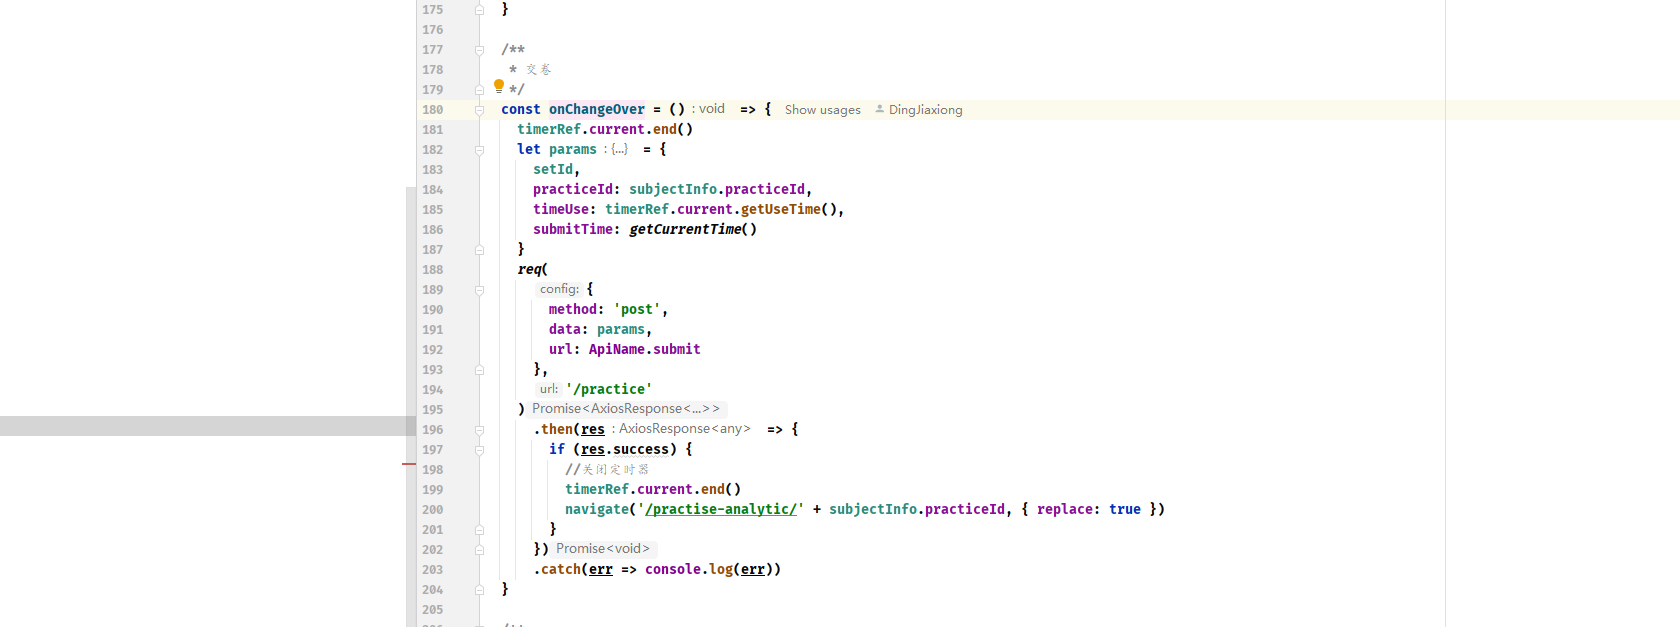 175 }
176
177 /**
178 * 交卷
179 */
180 const onChangeOver = () : void => { Show usages DingJiaxiong
181 timerRef.current.end()
182 let params : {...} = {
183 setId,
184 practiceId: subjectInfo.practiceId,
185 timeUse: timerRef.current.getUseTime(),
186 submitTime: getCurrentTime()
187 }
188 req(
189 config: {
190 method: 'post',
191 data: params,
192 url: ApiName.submit
193 },
194 url: '/practice'
195 ) Promise<AxiosResponse<...>>
196 .then(res : AxiosResponse<any> => {
197 if (res.success) {
198 //关闭定时器
199 timerRef.current.end()
200 navigate('/practise-analytic/' + subjectInfo.practiceId, { replace: true })
201 }
202 }) Promise<void>
203 .catch(err => console.log(err))
204 }
205